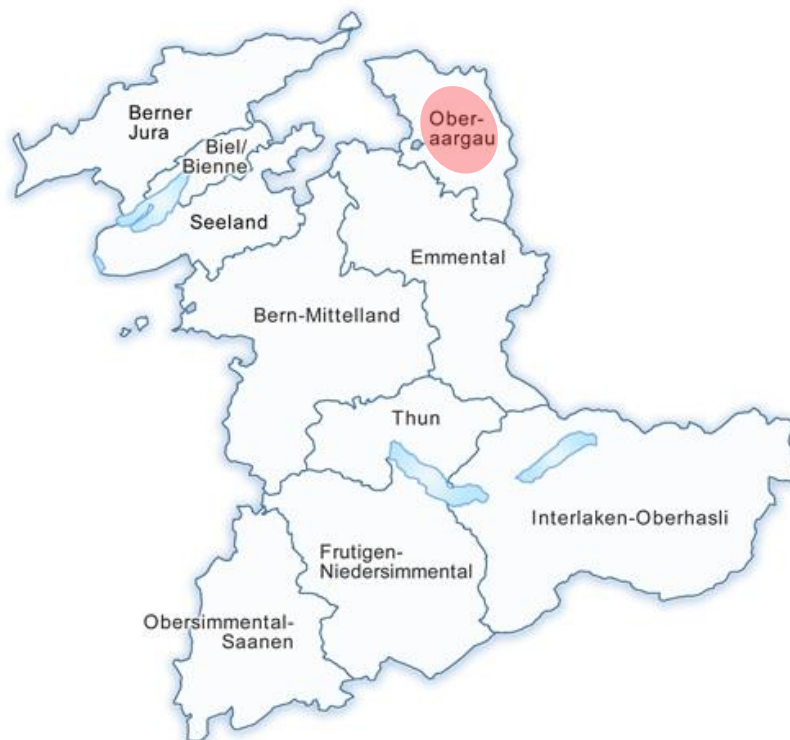 Berner
Jura
Ober-
aargau
Biel/
Bienne
Seeland
Emmental
Bern-Mittelland
Thun
Interlaken-Oberhasli
Frutigen-
Niedersimmental
Obersimmental-
Saanen